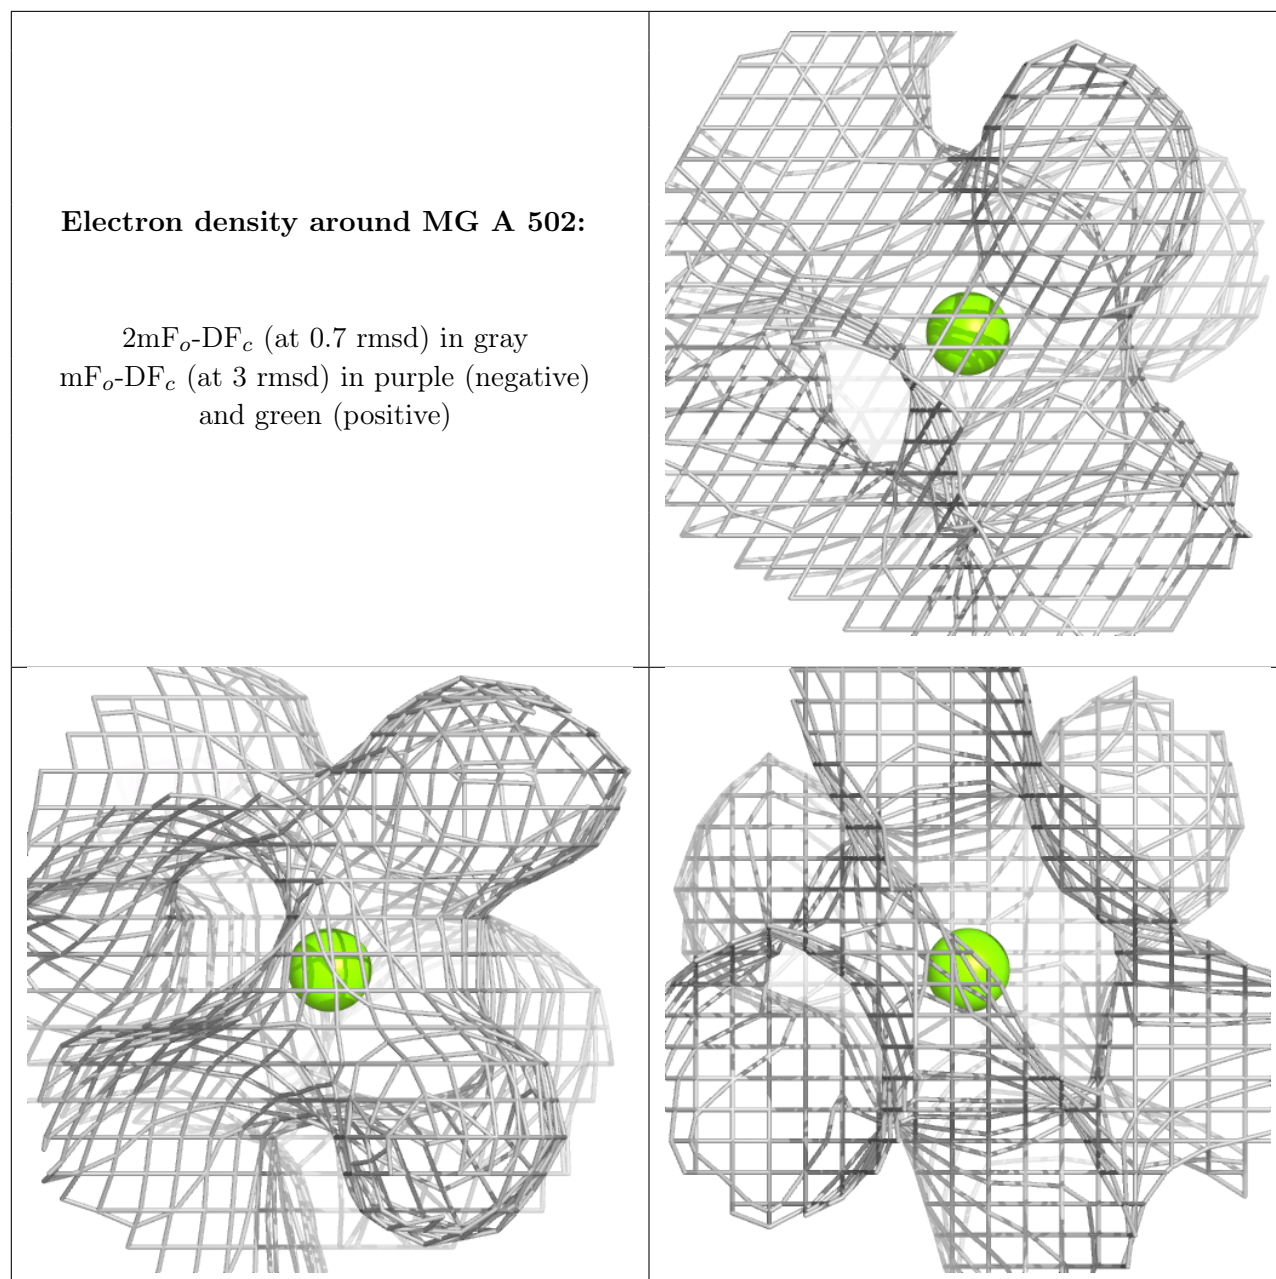 Electron density around MG A 502:
2mFo-DFc (at 0.7 rmsd) in gray
mFo-DFc (at 3 rmsd) in purple (negative)
and green (positive)